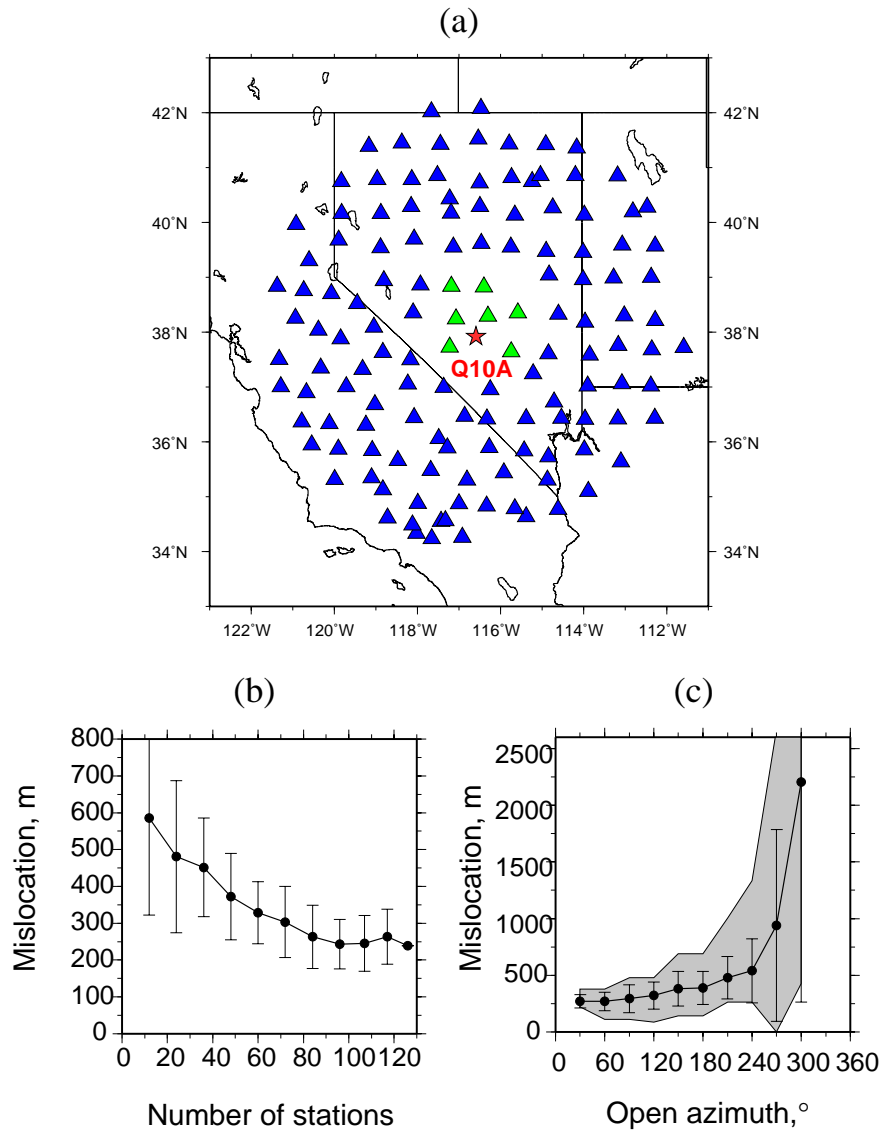 (a)
42˚N 42˚N
40˚N 40˚N
38˚N 38˚N
36˚N 36˚N
34˚N 34˚N
Q10A
122˚W 120˚W 118˚W 116˚W 114˚W 112˚W
(b)
Mislocation, m
800
700
600
500
400
300
200
100
0
0 20 40 60 80 100 120
Number of stations
(c)
Mislocation, m
2500
2000
1500
1000
500
0
0 60 120 180 240 300 360
Open azimuth,°